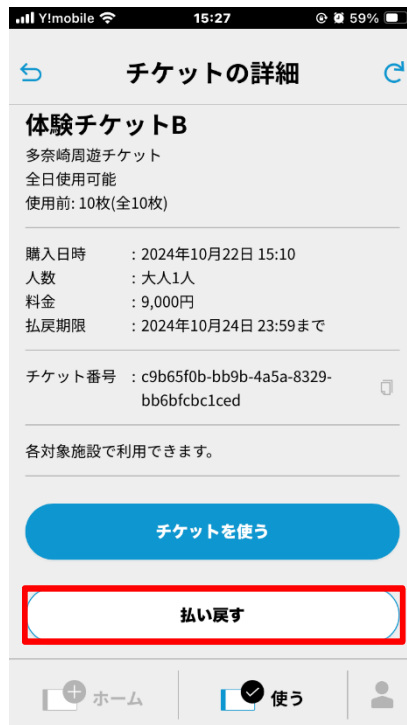 Y!mobile 15:27 59%
チケットの詳細
体験チケットB
多奈崎周遊チケット
全日使用可能
使用前: 10枚(全10枚)
購入日時 : 2024年10月22日 15:10
人数 : 大人1人
料金 : 9,000円
払戻期限 : 2024年10月24日 23:59まで
チケット番号 : c9b65f0b-bb9b-4a5a-8329-
bb6bfcbc1ced
各対象施設で利用できます。
チケットを使う
払い戻す
ホーム 使う